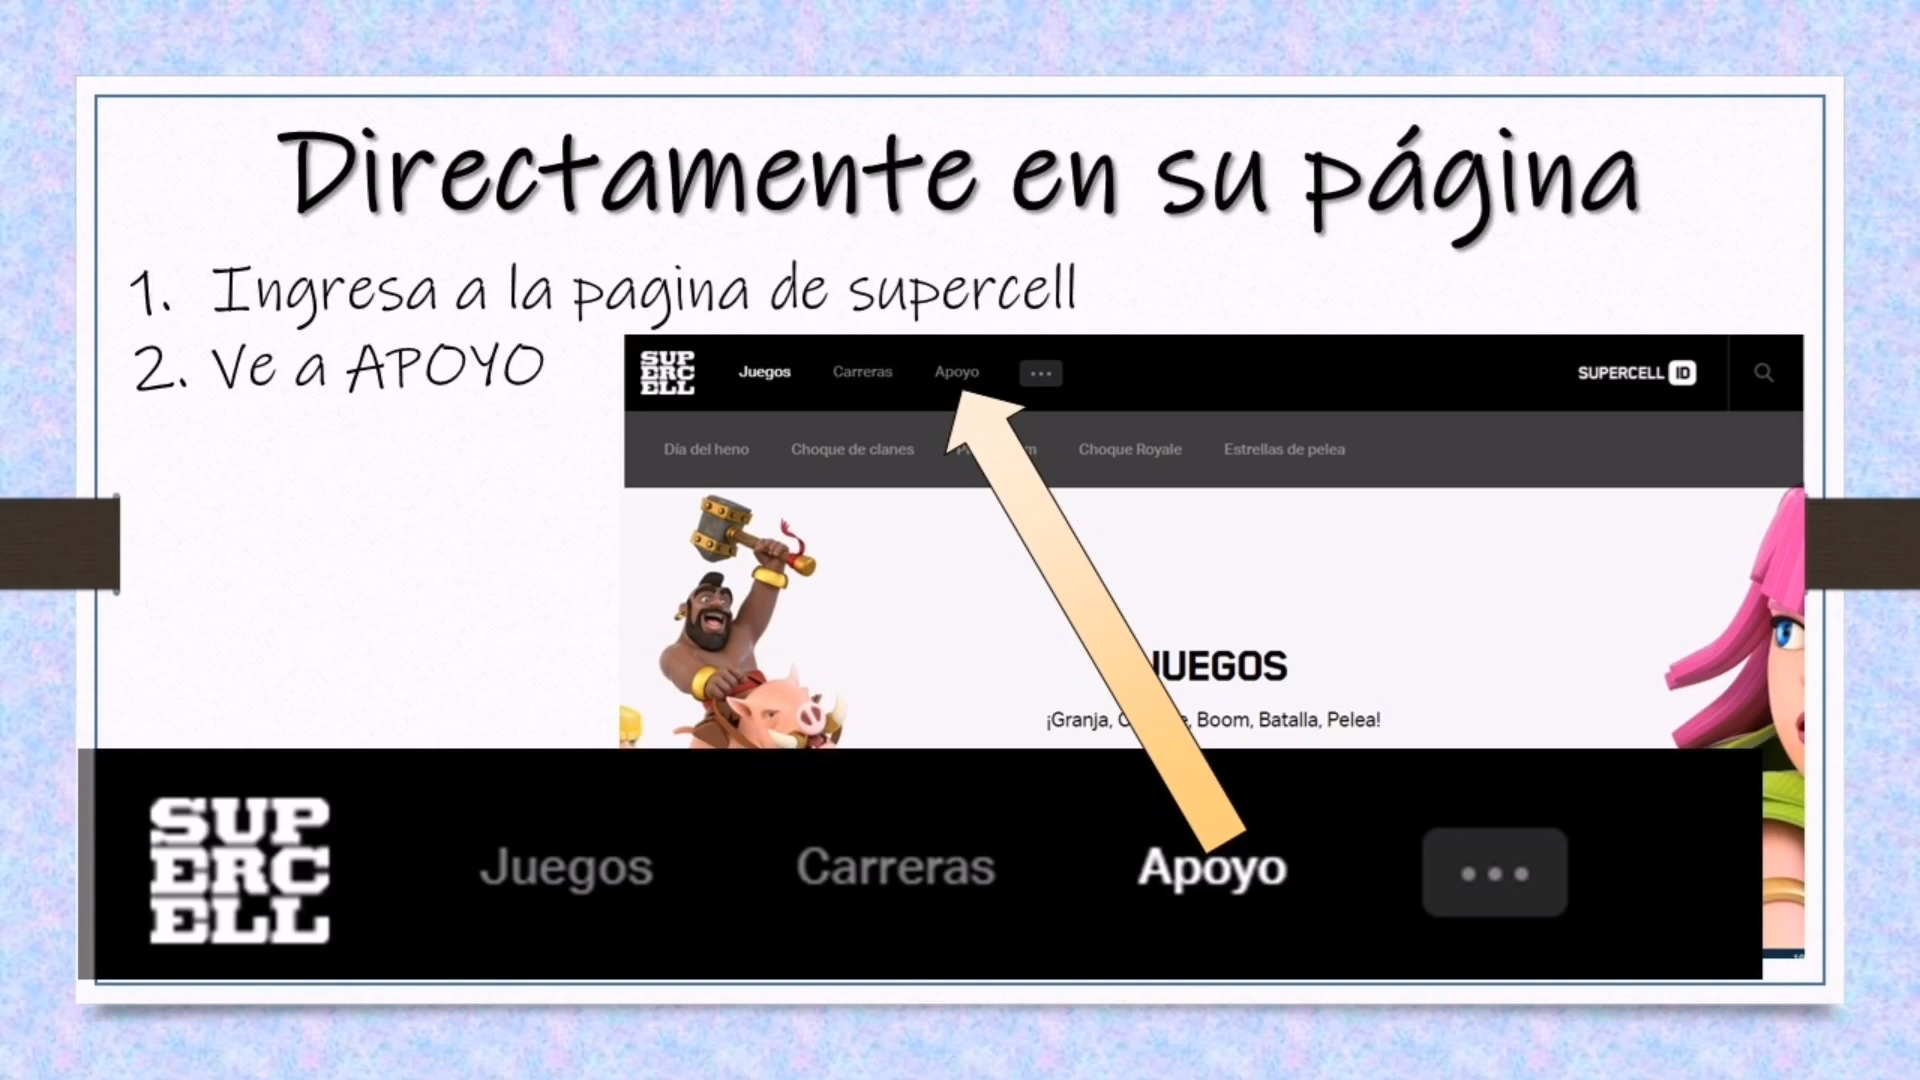 Directamente en su página
1. Ingresa a la pagina de supercell
2. Ve a APOYO
SUP
ERC
ELL
Juegos Carreras Apoyo ...
SUPERCELL ID
Día del heno Choque de clanes Choque Royale Estrellas de pelea
JUEGOS
¡Granja, Boom, Batalla, Pelea!
SUP
ERC
ELL
Juegos Carreras Apoyo ...